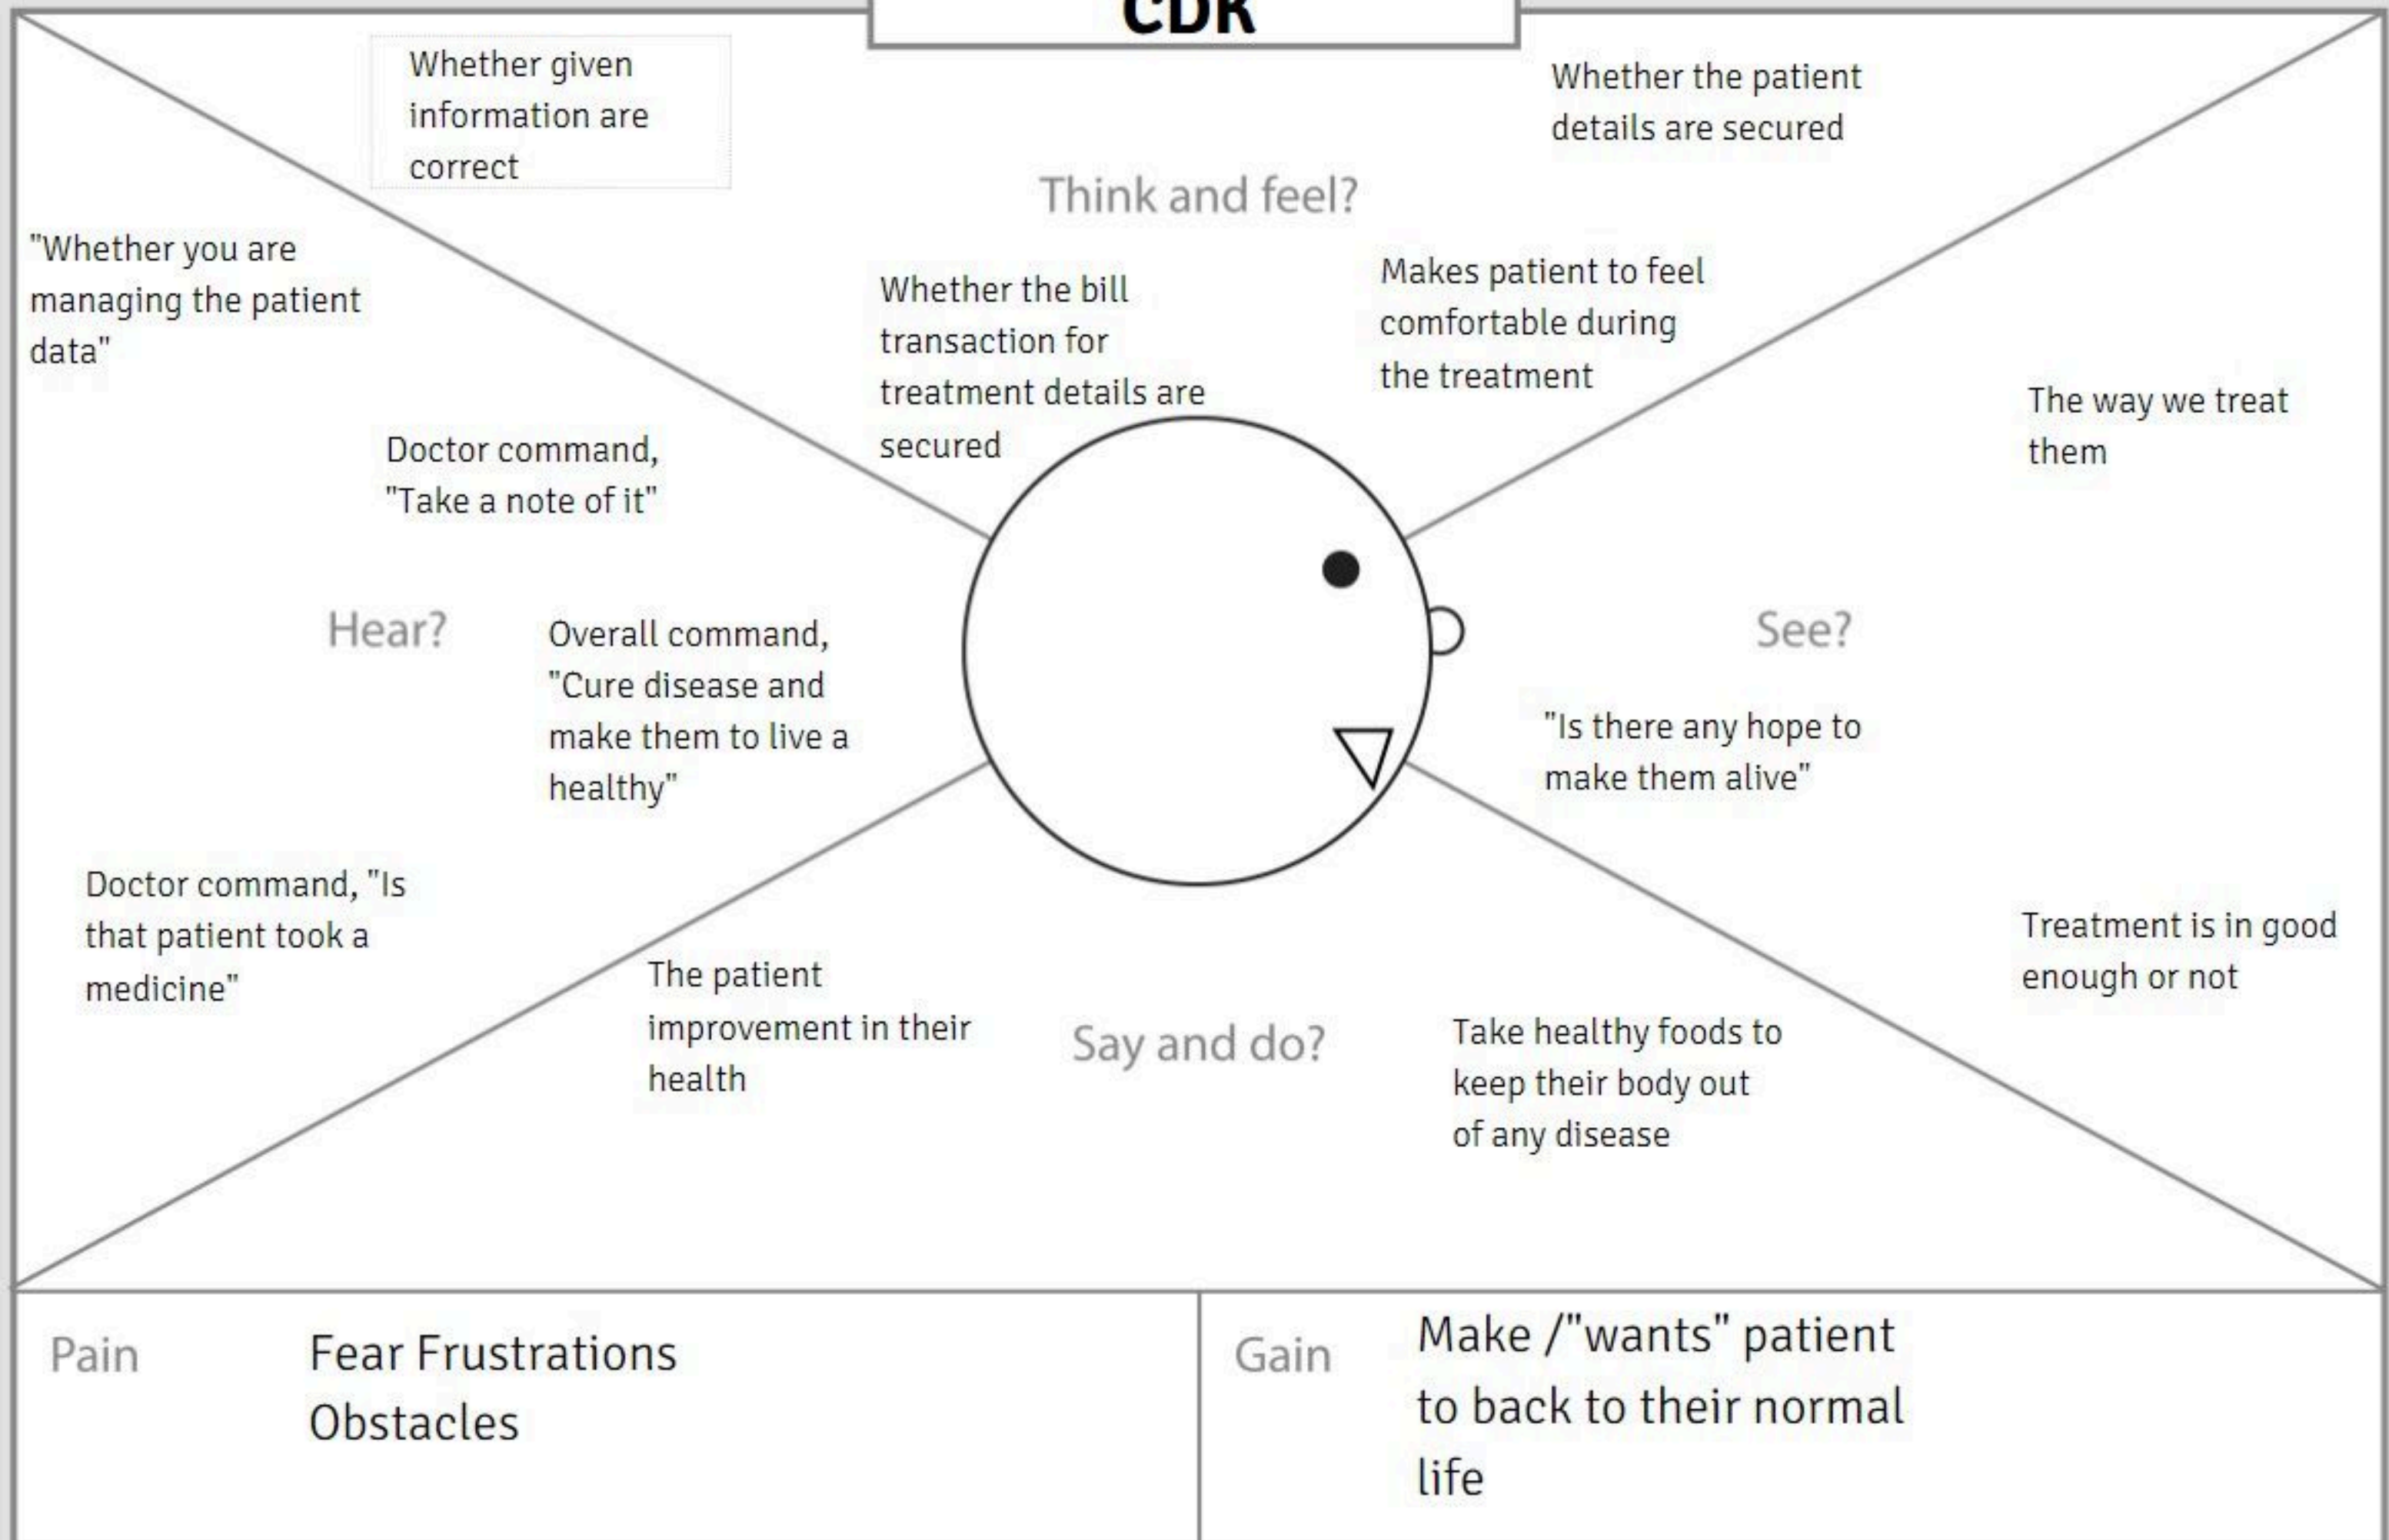 CDK
Whether given
information are
correct
Whether the patient
details are secured
Think and feel?
Whether the bill
transaction for
treatment details are
secured
Makes patient to feel
comfortable during
the treatment
"Whether you are
managing the patient
data"
Doctor command,
"Take a note of it"
Hear?
Overall command,
"Cure disease and
make them to live a
healthy"
Doctor command, "Is
that patient took a
medicine"
The way we treat
them
See?
"Is there any hope to
make them alive"
Treatment is in good
enough or not
The patient
improvement in their
health
Say and do?
Take healthy foods to
keep their body out
of any disease
Pain
Fear Frustrations
Obstacles
Gain
Make /"wants" patient
to back to their normal
life